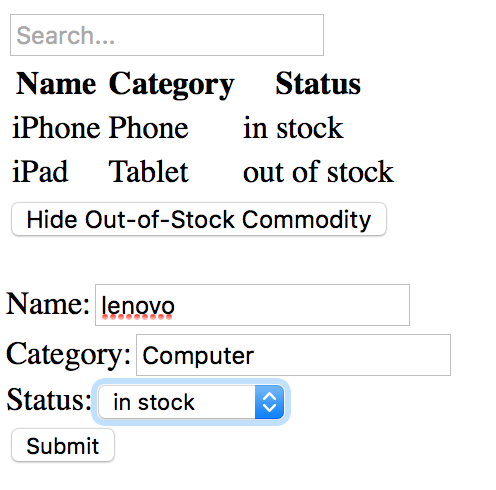 Search...
Name Category Status
iPhone Phone in stock
iPad Tablet out of stock
Hide Out-of-Stock Commodity
Name: lenovo
Category: Computer
Status: in stock
Submit